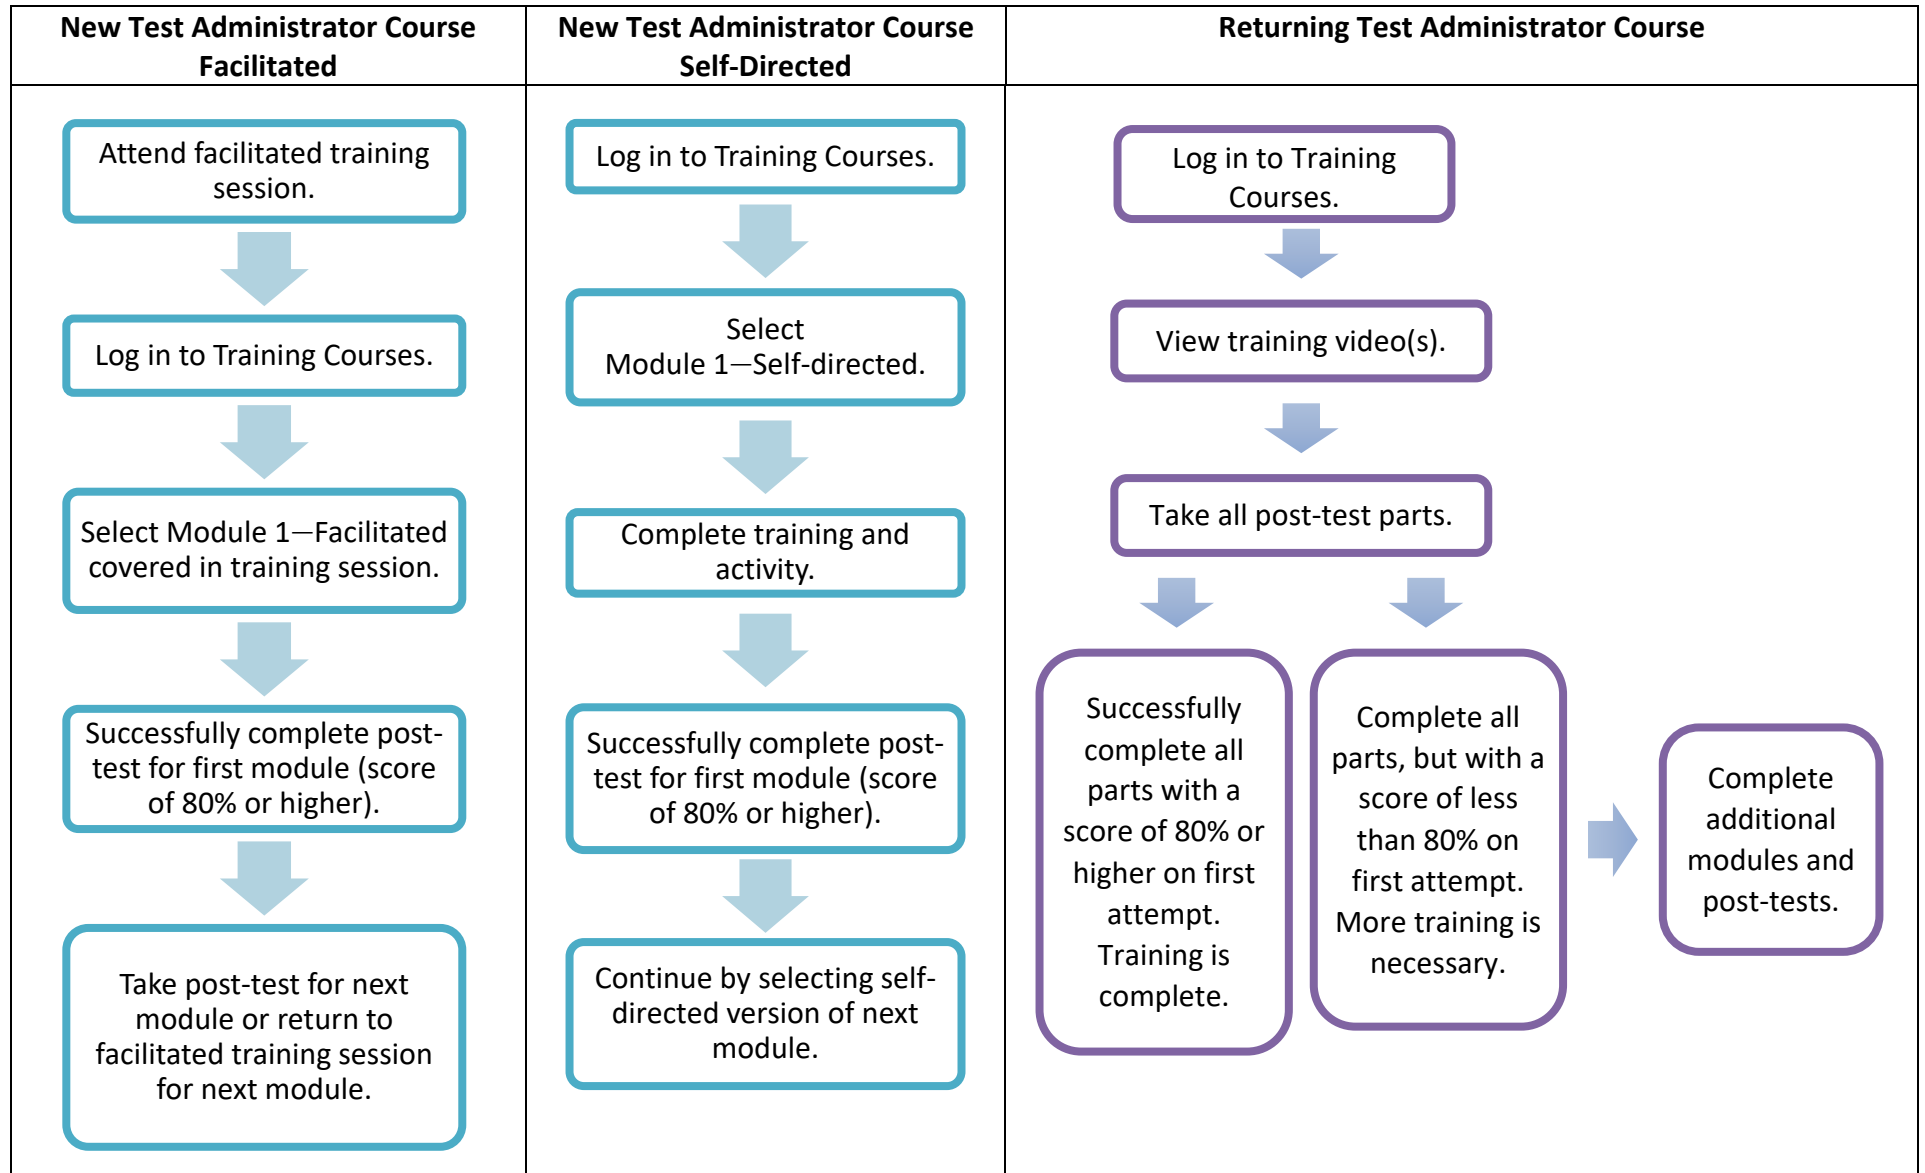 New Test Administrator Course
Facilitated
New Test Administrator Course
Self-Directed
Returning Test Administrator Course
Attend facilitated training
session.
Log in to Training Courses.
Select Module 1—Facilitated
covered in training session.
Successfully complete post-
test for first module (score
of 80% or higher).
Take post-test for next
module or return to
facilitated training session
for next module.
Log in to Training Courses.
Select
Module 1—Self-directed.
Complete training and
activity.
Successfully complete post-
test for first module (score
of 80% or higher).
Continue by selecting self-
directed version of next
module.
Log in to Training
Courses.
View training video(s).
Take all post-test parts.
Successfully
complete all
parts with a
score of 80% or
higher on first
attempt.
Training is
complete.
Complete all
parts, but with a
score of less
than 80% on
first attempt.
More training is
necessary.
Complete
additional
modules and
post-tests.